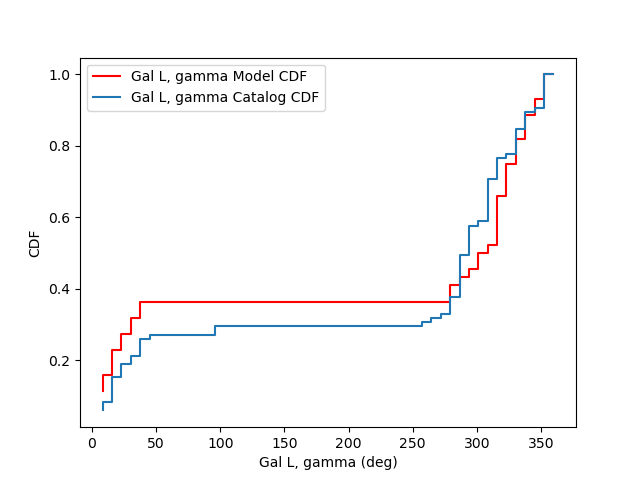 Gal L, gamma Model CDF
Gal L, gamma Catalog CDF
1.0
0.8
0.6
0.4
0.2
CDF
0 50 100 150 200 250 300 350
Gal L, gamma (deg)